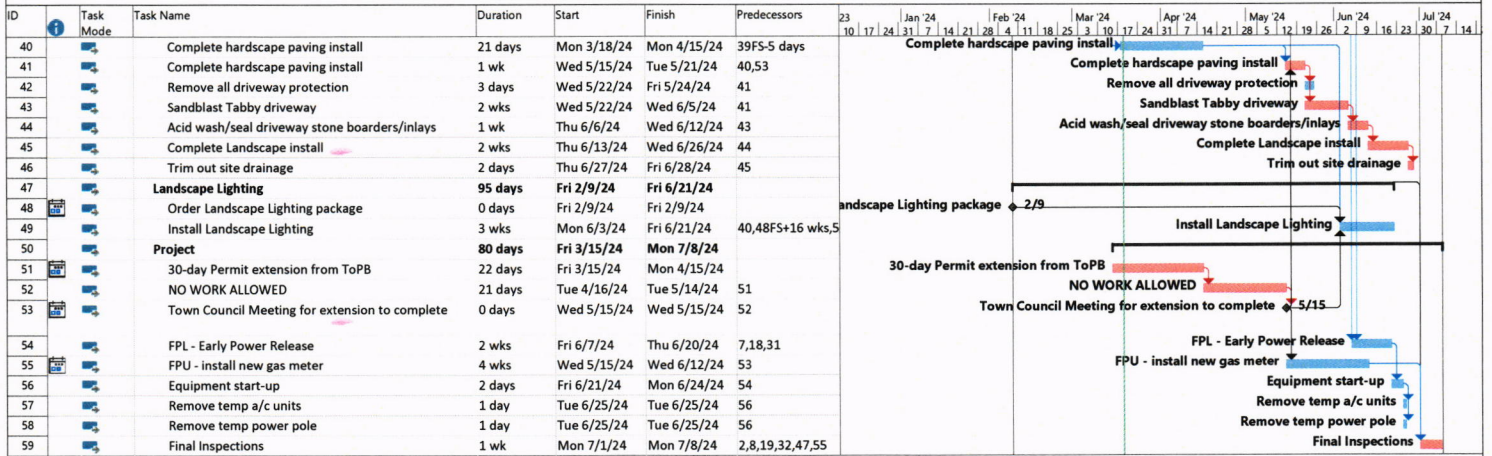 ID Task Mode Task Name Duration Start Finish Predecessors 23 Jan '24 Feb '24 Mar '24 Apr '24 May '24 Jun '24 Jul '24
10 17 24 31 7 14 21 28 4 11 18 25 3 10 17 24 31 7 14 21 28 5 12 19 26 2 9 16 23 30 7 14
40 Complete hardscape paving install 21 days Mon 3/18/24 Mon 4/15/24 39FS-5 days Complete hardscape paving install
41 Complete hardscape paving install 1 wk Wed 5/15/24 Tue 5/21/24 40,53 Complete hardscape paving install
42 Remove all driveway protection 3 days Wed 5/22/24 Fri 5/24/24 41 Remove all driveway protection
43 Sandblast Tabby driveway 2 wks Wed 5/22/24 Wed 6/5/24 41 Sandblast Tabby driveway
44 Acid wash/seal driveway stone boarders/inlays 1 wk Thu 6/6/24 Wed 6/12/24 43 Acid wash/seal driveway stone boarders/inlays
45 Complete Landscape install 2 wks Thu 6/13/24 Wed 6/26/24 44 Complete Landscape install
46 Trim out site drainage 2 days Thu 6/27/24 Fri 6/28/24 45 Trim out site drainage
47 Landscape Lighting 95 days Fri 2/9/24 Fri 6/21/24
48 Order Landscape Lighting package 0 days Fri 2/9/24 Fri 2/9/24 andscape Lighting package 2/9
49 Install Landscape Lighting 3 wks Mon 6/3/24 Fri 6/21/24 40,48FS+16 wks,5 Install Landscape Lighting
50 Project 80 days Fri 3/15/24 Mon 7/8/24
51 30-day Permit extension from ToPB 22 days Fri 3/15/24 Mon 4/15/24 30-day Permit extension from ToPB
52 NO WORK ALLOWED 21 days Tue 4/16/24 Tue 5/14/24 51 NO WORK ALLOWED
53 Town Council Meeting for extension to complete 0 days Wed 5/15/24 Wed 5/15/24 52 Town Council Meeting for extension to complete 5/15
54 FPL - Early Power Release 2 wks Fri 6/7/24 Thu 6/20/24 7,18,31 FPL - Early Power Release
55 FPU - install new gas meter 4 wks Wed 5/15/24 Wed 6/12/24 53 FPU - install new gas meter
56 Equipment start-up 2 days Fri 6/21/24 Mon 6/24/24 54 Equipment start-up
57 Remove temp a/c units 1 day Tue 6/25/24 Tue 6/25/24 56 Remove temp a/c units
58 Remove temp power pole 1 day Tue 6/25/24 Tue 6/25/24 56 Remove temp power pole
59 Final Inspections 1 wk Mon 7/1/24 Mon 7/8/24 2,8,19,32,47,55 Final Inspections